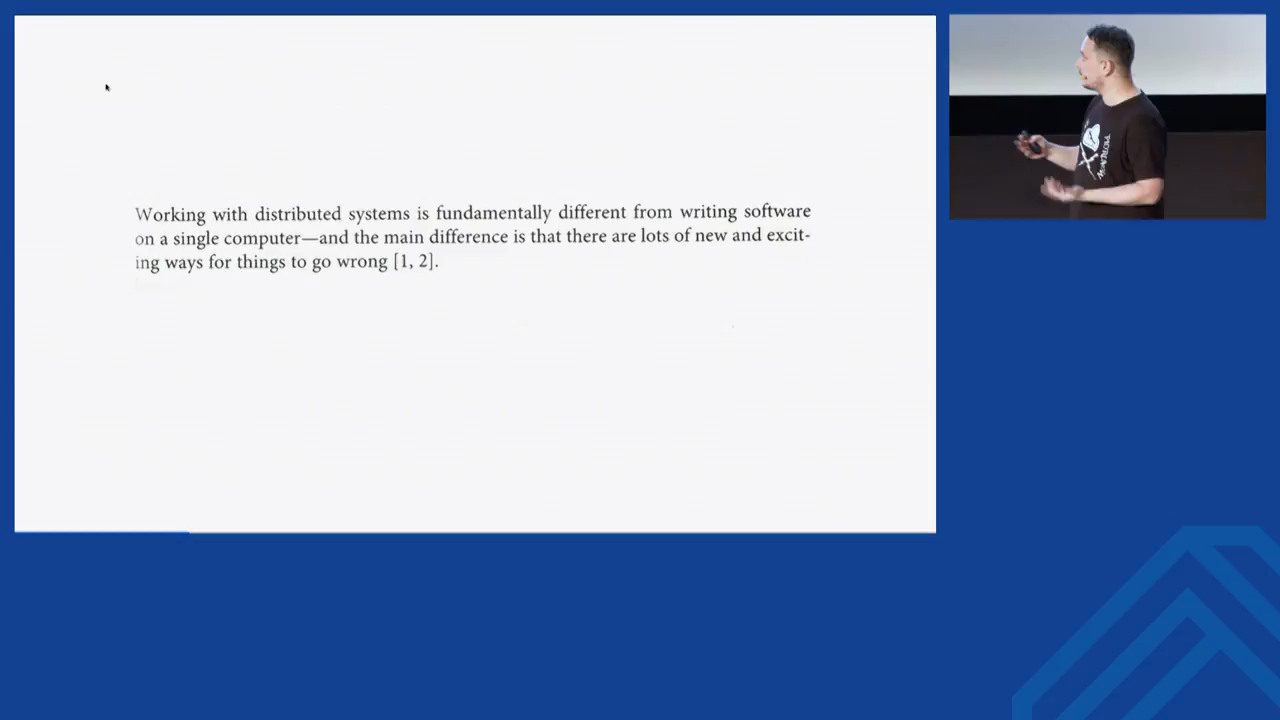 Working with distributed systems is fundamentally different from writing software
on a single computer—and the main difference is that there are lots of new and excit-
ing ways for things to go wrong [1, 2].